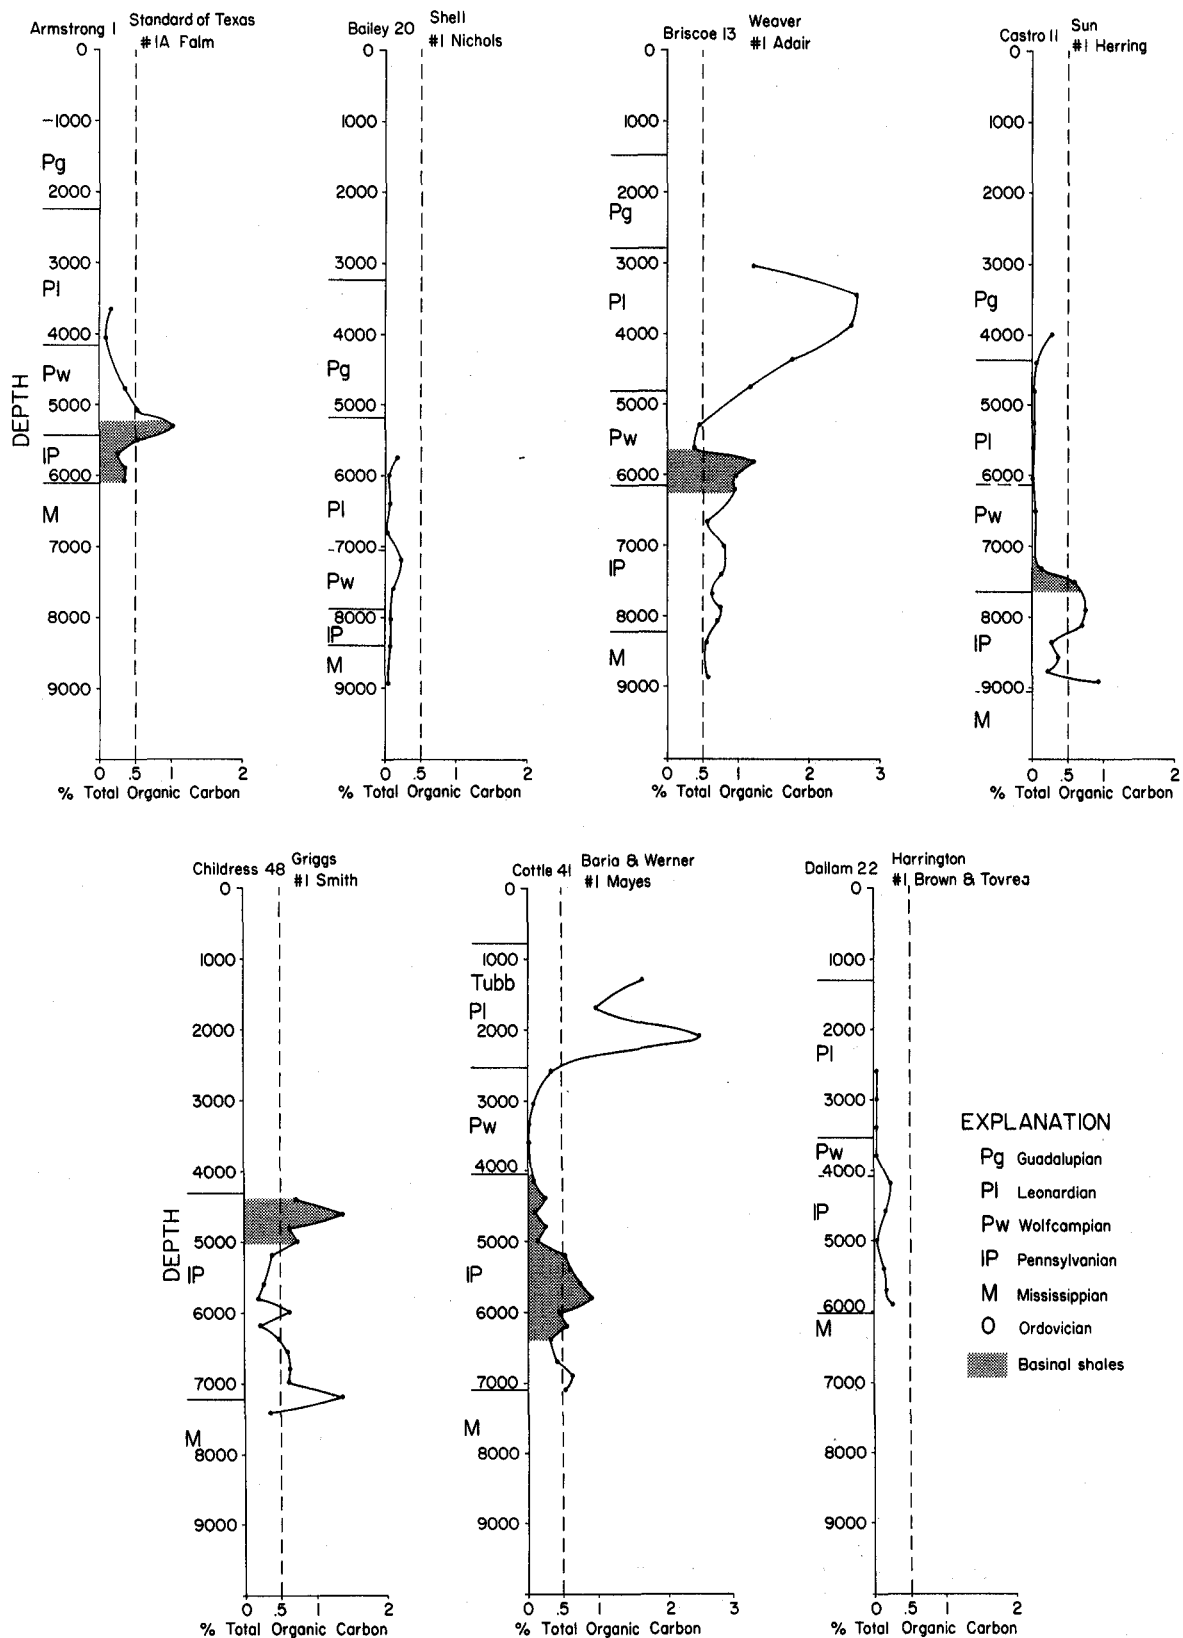 Armstrong 1
Standard of Texas
#1A Falm
0
1000
Pg
2000
3000
Pl
4000
Pw
5000
IP
6000
M
7000
8000
9000
DEPTH
0 .5 1 2
% Total Organic Carbon
Bailey 20
Shell
#1 Nichols
0
1000
2000
3000
4000
Pg
5000
6000
Pl
7000
Pw
8000
IP
M
9000
0 .5 1 2
% Total Organic Carbon
Briscoe 13
Weaver
#1 Adair
0
1000
2000
Pg
3000
Pl
4000
5000
Pw
6000
7000
IP
8000
M
9000
0 0.5 1 2 3
% Total Organic Carbon
Castro 11
Sun
#1 Herring
0
1000
2000
3000
Pg
4000
5000
Pl
6000
Pw
7000
8000
IP
9000
M
0 0.5 1 2
% Total Organic Carbon
Childress 48
Griggs
#1 Smith
0
1000
2000
3000
4000
5000
IP
6000
7000
M
8000
9000
DEPTH
0 .5 1 2
% Total Organic Carbon
Cottle 41
Baria & Werner
#1 Mayes
0
1000
Tubb
Pl
2000
3000
Pw
4000
5000
IP
6000
7000
M
8000
9000
0 .5 1 2 3
% Total Organic Carbon
Dallam 22
Harrington
#1 Brown & Tovrea
0
1000
2000
Pl
3000
Pw
4000
IP
5000
6000
M
7000
8000
9000
0 .5 1 2
% Total Organic Carbon
EXPLANATION
Pg Guadalupian
Pl Leonardian
Pw Wolfcampian
IP Pennsylvanian
M Mississippian
O Ordovician
Basinal shales